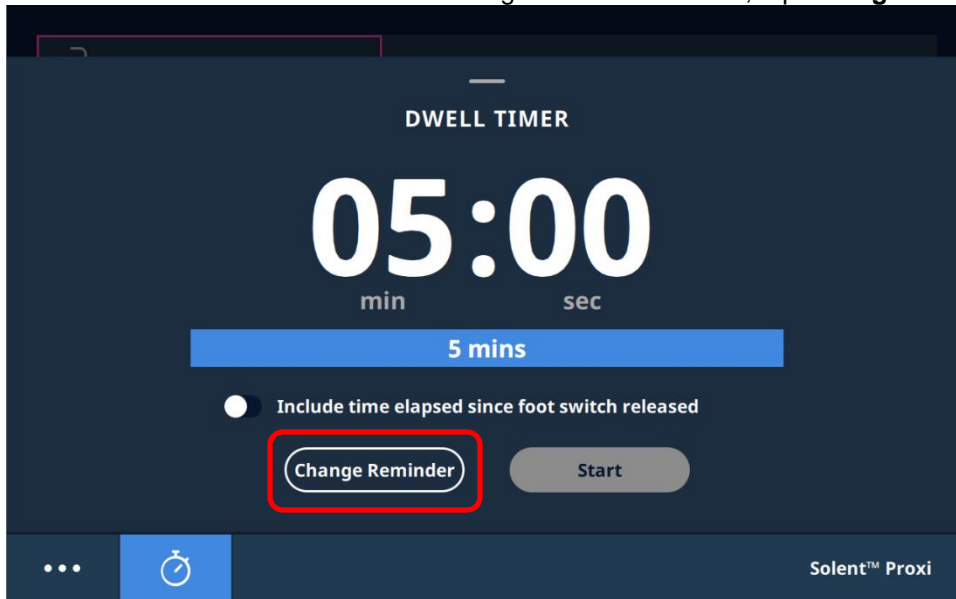 DWELL TIMER
05:00
min sec
5 mins
Include time elapsed since foot switch released
Change Reminder Start
Solent™ Proxi